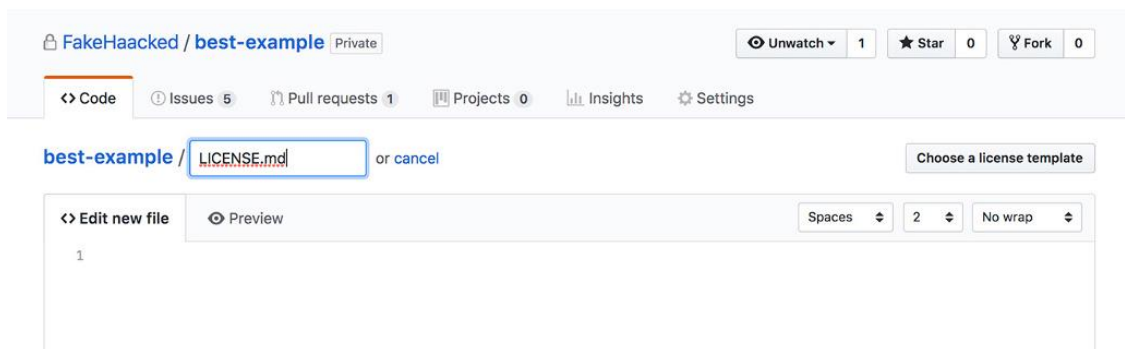 FakeHaacked / best-example Private Unwatch 1 Star 0 Fork 0
Code Issues 5 Pull requests 1 Projects 0 Insights Settings
best-example / LICENSE.md or cancel Choose a license template
Edit new file Preview Spaces 2 No wrap
1